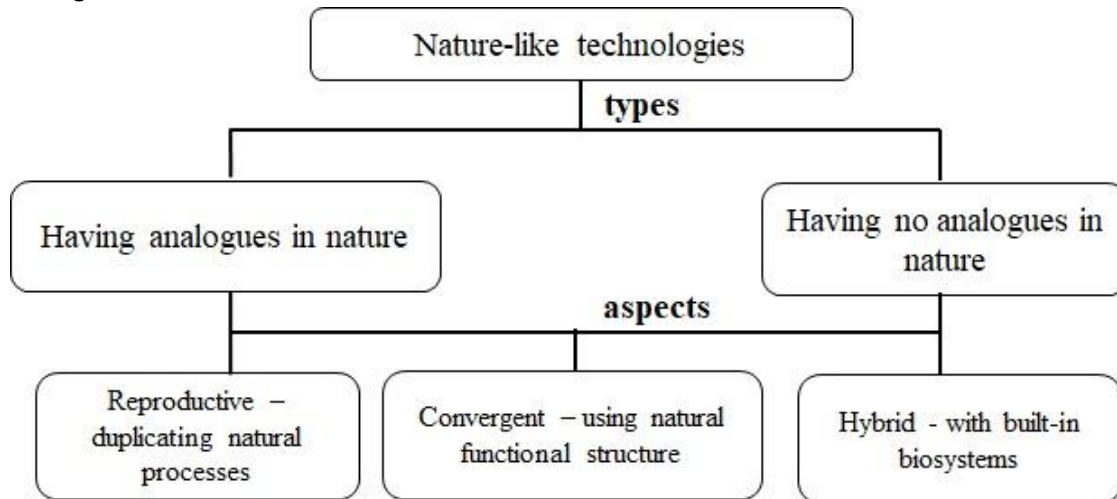 Nature-like technologies
types
Having analogues in nature
Having no analogues in
nature
aspects
Reproductive –
duplicating natural
processes
Convergent – using natural
functional structure
Hybrid - with built-in
biosystems